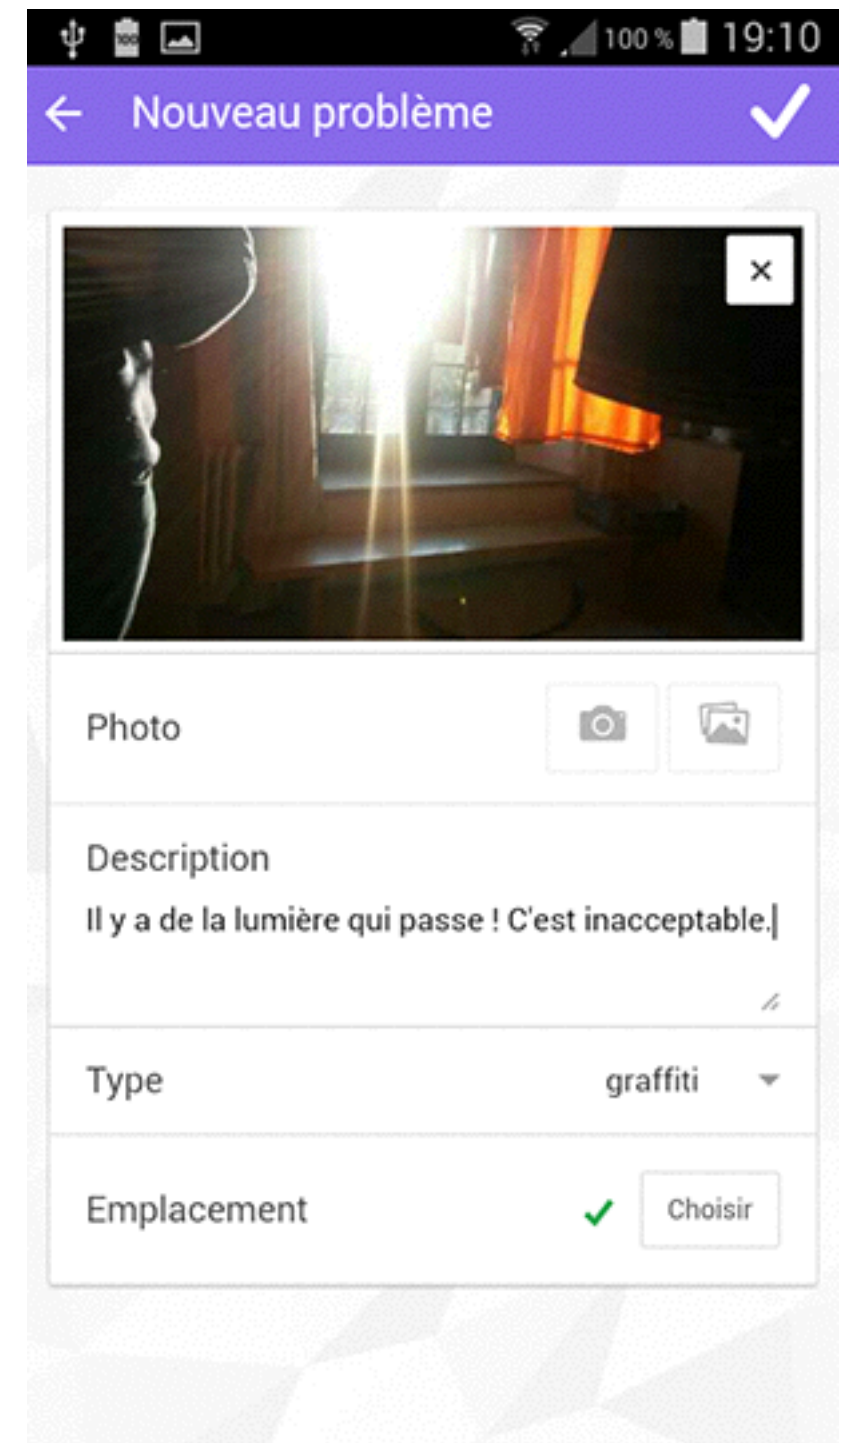 100 100 % 19:10
Nouveau problème
Photo
Description
Il y a de la lumière qui passe ! C'est inacceptable.
Type graffiti
Emplacement Choisir